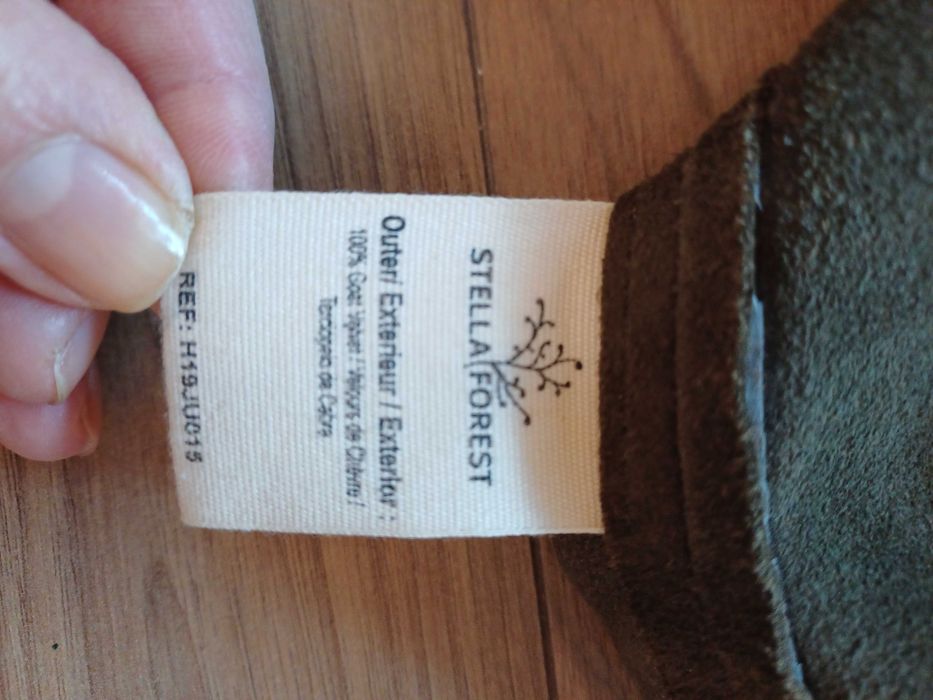 STELLA FOREST
Outer/ Exterieur / Exterior :
100% Goat Velvet / Velours de Chèvre /
Terciopelo de Cabra
REF: H19JU015